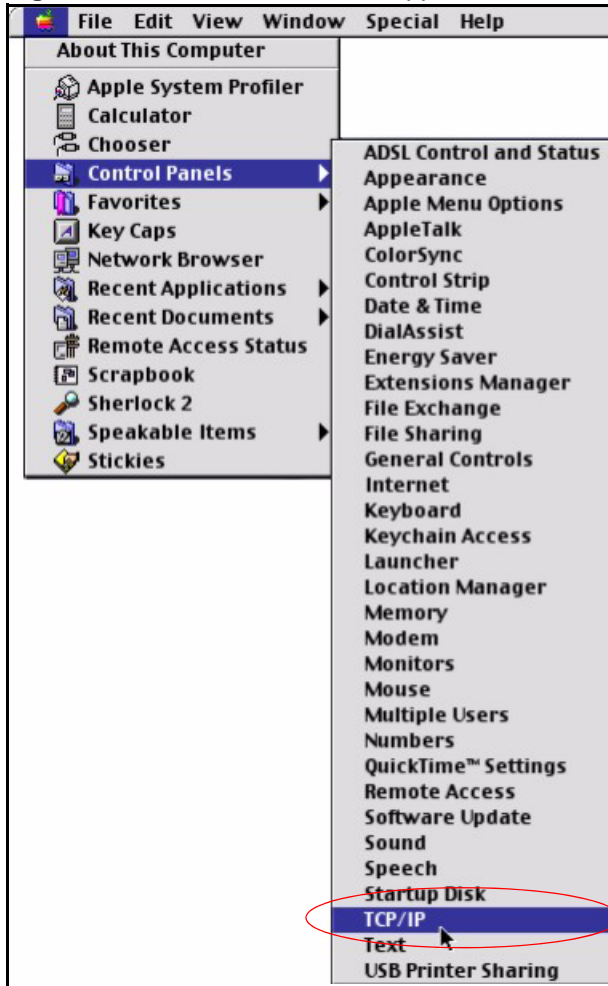 File Edit View Window Special Help
About This Computer
Apple System Profiler
Calculator
Chooser
Control Panels
Favorites
Key Caps
Network Browser
Recent Applications
Recent Documents
Remote Access Status
Scrapbook
Sherlock 2
Speakable Items
Stickies
ADSL Control and Status
Appearance
Apple Menu Options
AppleTalk
ColorSync
Control Strip
Date & Time
DialAssist
Energy Saver
Extensions Manager
File Exchange
File Sharing
General Controls
Internet
Keyboard
Keychain Access
Launcher
Location Manager
Memory
Modem
Monitors
Mouse
Multiple Users
Numbers
QuickTime™ Settings
Remote Access
Software Update
Sound
Speech
Startup Disk
TCP/IP
Text
USB Printer Sharing